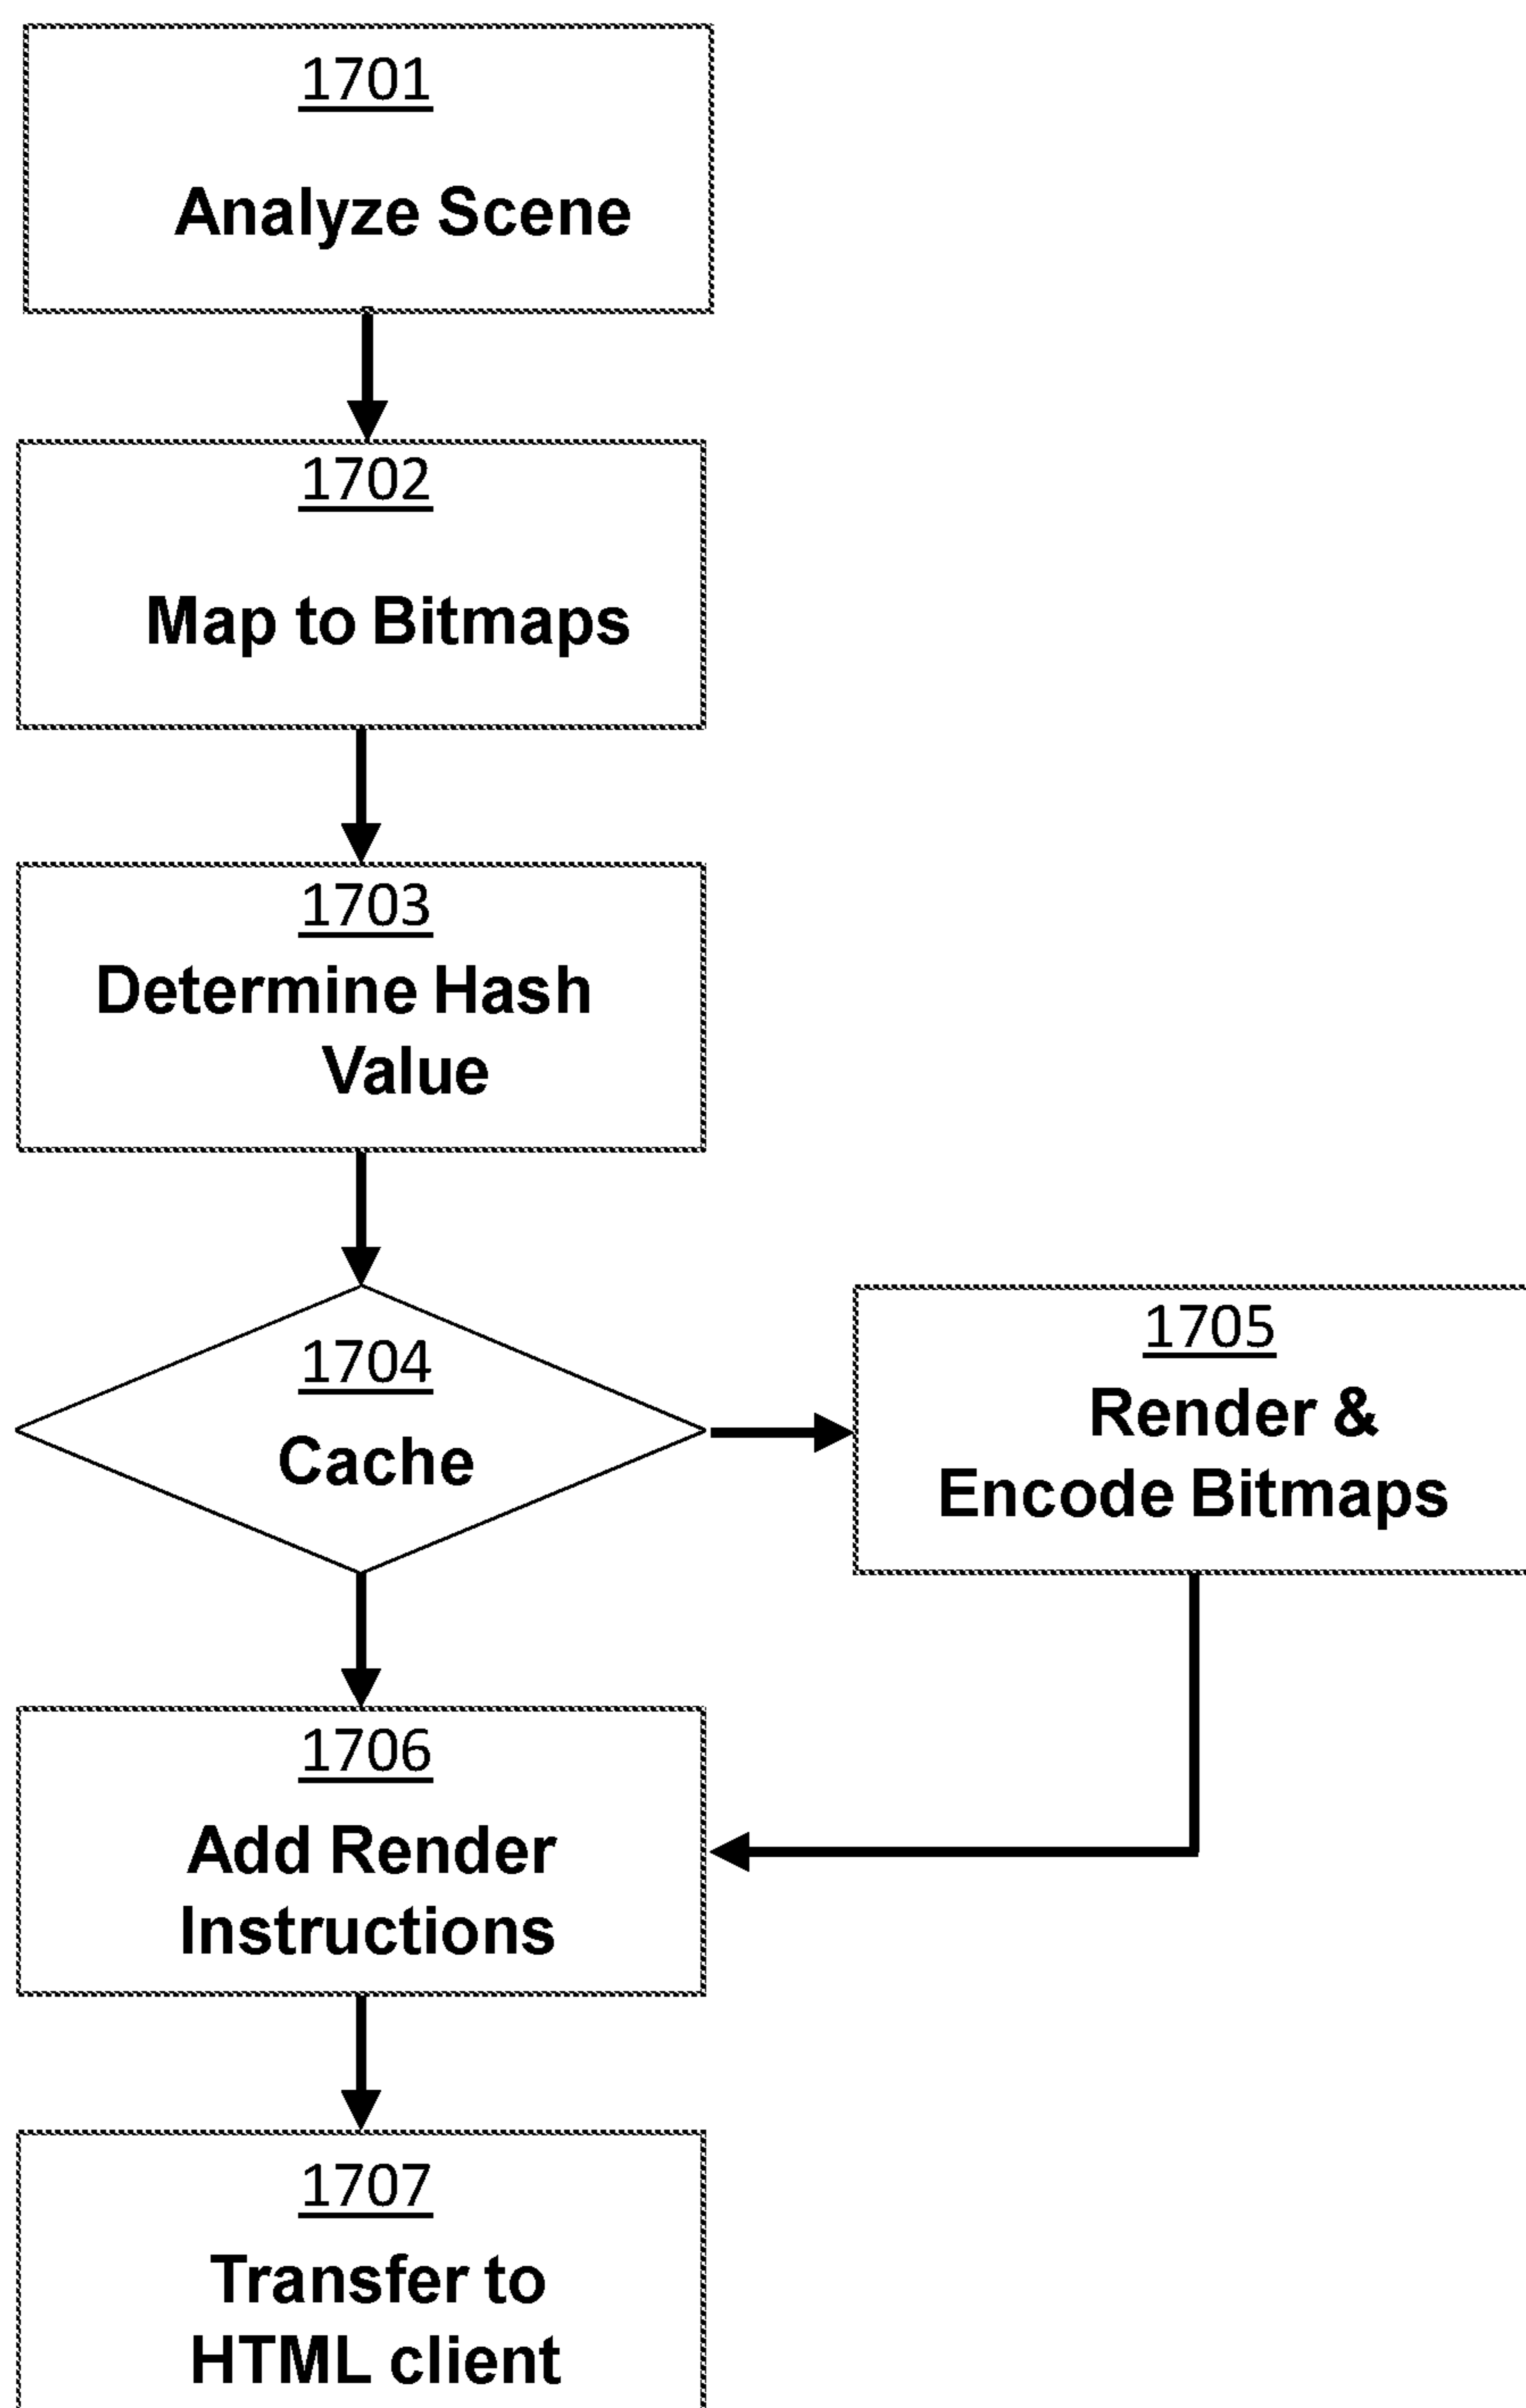 1701
Analyze Scene
1702
Map to Bitmaps
1703
Determine Hash
Value
1704
Cache
1705
Render &
Encode Bitmaps
1706
Add Render
Instructions
1707
Transfer to
HTML client